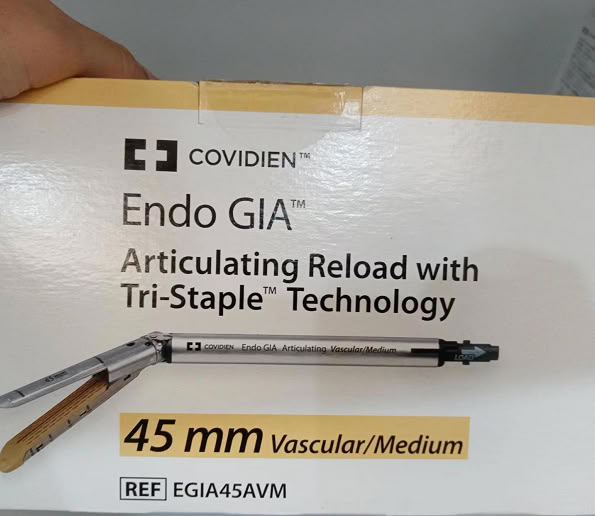 COVIDIEN™
Endo GIA™
Articulating Reload with
Tri-Staple™ Technology
COVIDIEN Endo GIA Articulating Vascular/Medium
LOAD
45 mm
45 mm Vascular/Medium
REF EGIA45AVM